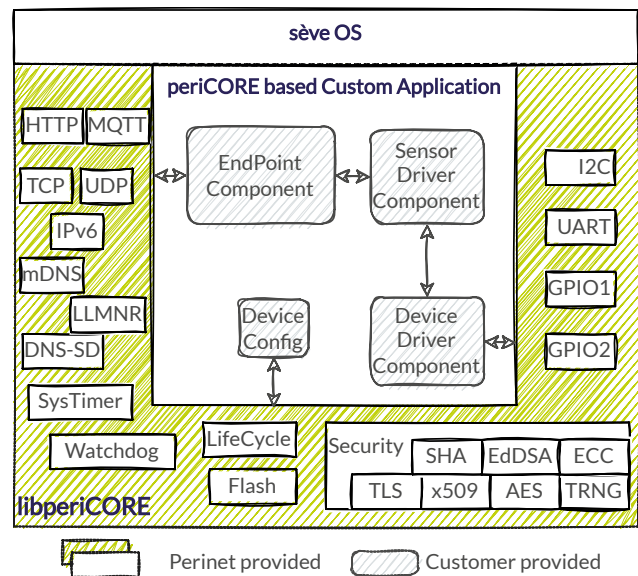 sève OS
periCORE based Custom Application
HTTP
MQTT
TCP
UDP
IPv6
mDNS
LLMNR
DNS-SD
SysTimer
Watchdog
libperiCORE
EndPoint
Component
Sensor
Driver
Component
Device
Config
Device
Driver
Component
I2C
UART
GPIO1
GPIO2
LifeCycle
Flash
Security
SHA
EdDSA
ECC
TLS
x509
AES
TRNG
Perinet provided
Customer provided